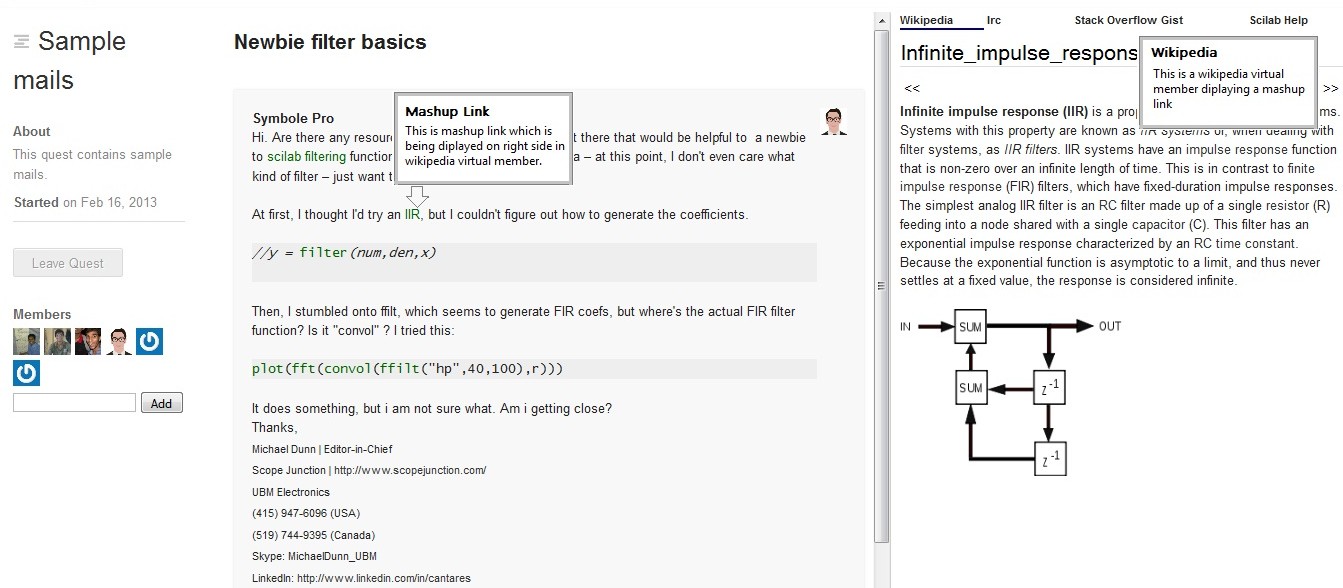 Sample
mails
About
This quest contains sample
mails.
Started on Feb 16, 2013
Leave Quest
Members
Add
Newbie filter basics
Symbole Pro
Hi. Are there any resour
t there that would be helpful to a newbie
to scilab filtering function
a – at this point, I don't even care what
kind of filter – just want t
Mashup Link
This is mashup link which is
being diplayed on right side in
wikipedia virtual member.
At first, I thought I'd try an IIR, but I couldn't figure out how to generate the coefficients.
//y = filter(num,den,x)
Then, I stumbled onto ffilt, which seems to generate FIR coefs, but where's the actual FIR filter
function? Is it "convol" ? I tried this:
plot(fft(convol(ffilt("hp",40,100),r)))
It does something, but i am not sure what. Am i getting close?
Thanks,
Michael Dunn | Editor-in-Chief
Scope Junction | http://www.scopejunction.com/
UBM Electronics
(415) 947-6096 (USA)
(519) 744-9395 (Canada)
Skype: MichaelDunn_UBM
LinkedIn: http://www.linkedin.com/in/cantares
Wikipedia Irc Stack Overflow Gist Scilab Help
Infinite_impulse_respons
Wikipedia
This is a wikipedia virtual
member diplaying a mashup
link
<< >>
Infinite impulse response (IIR) is a prop ms.
Systems with this property are known as IIR systems or, when dealing with
filter systems, as IIR filters. IIR systems have an impulse response function
that is non-zero over an infinite length of time. This is in contrast to finite
impulse response (FIR) filters, which have fixed-duration impulse responses.
The simplest analog IIR filter is an RC filter made up of a single resistor (R)
feeding into a node shared with a single capacitor (C). This filter has an
exponential impulse response characterized by an RC time constant.
Because the exponential function is asymptotic to a limit, and thus never
settles at a fixed value, the response is considered infinite.
IN SUM OUT
SUM z⁻¹
z⁻¹